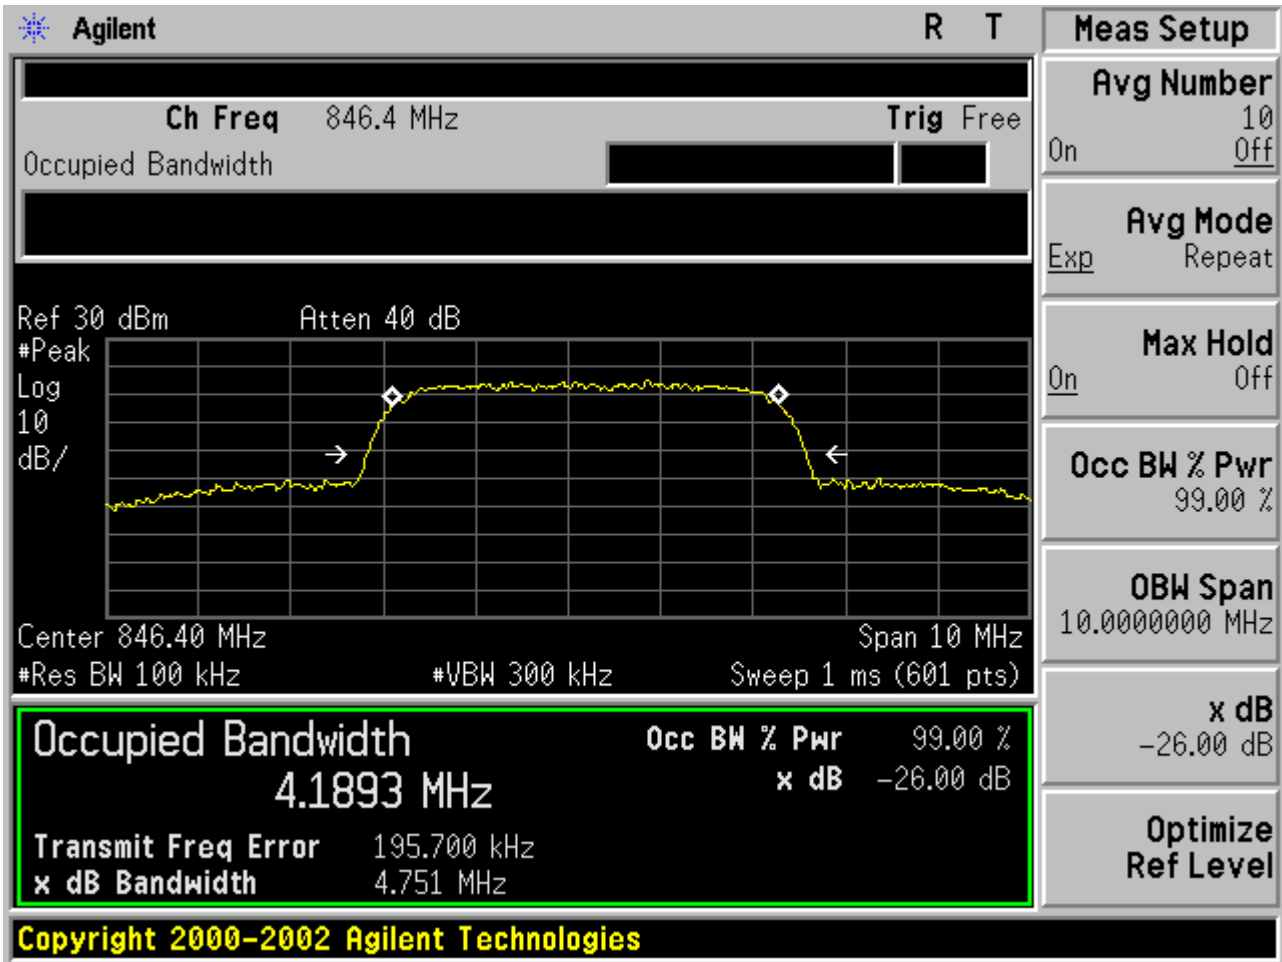 Agilent R T
Ch Freq 846.4 MHz Trig Free
Occupied Bandwidth
Ref 30 dBm Atten 40 dB
#Peak
Log
10
dB/
Center 846.40 MHz Span 10 MHz
#Res BW 100 kHz #VBW 300 kHz Sweep 1 ms (601 pts)
Occupied Bandwidth Occ BW % Pwr 99.00 %
4.1893 MHz x dB -26.00 dB
Transmit Freq Error 195.700 kHz
x dB Bandwidth 4.751 MHz
Copyright 2000-2002 Agilent Technologies
Meas Setup
Avg Number
10
On Off
Avg Mode
Exp Repeat
Max Hold
On Off
Occ BW % Pwr
99.00 %
OBW Span
10.0000000 MHz
x dB
-26.00 dB
Optimize
Ref Level